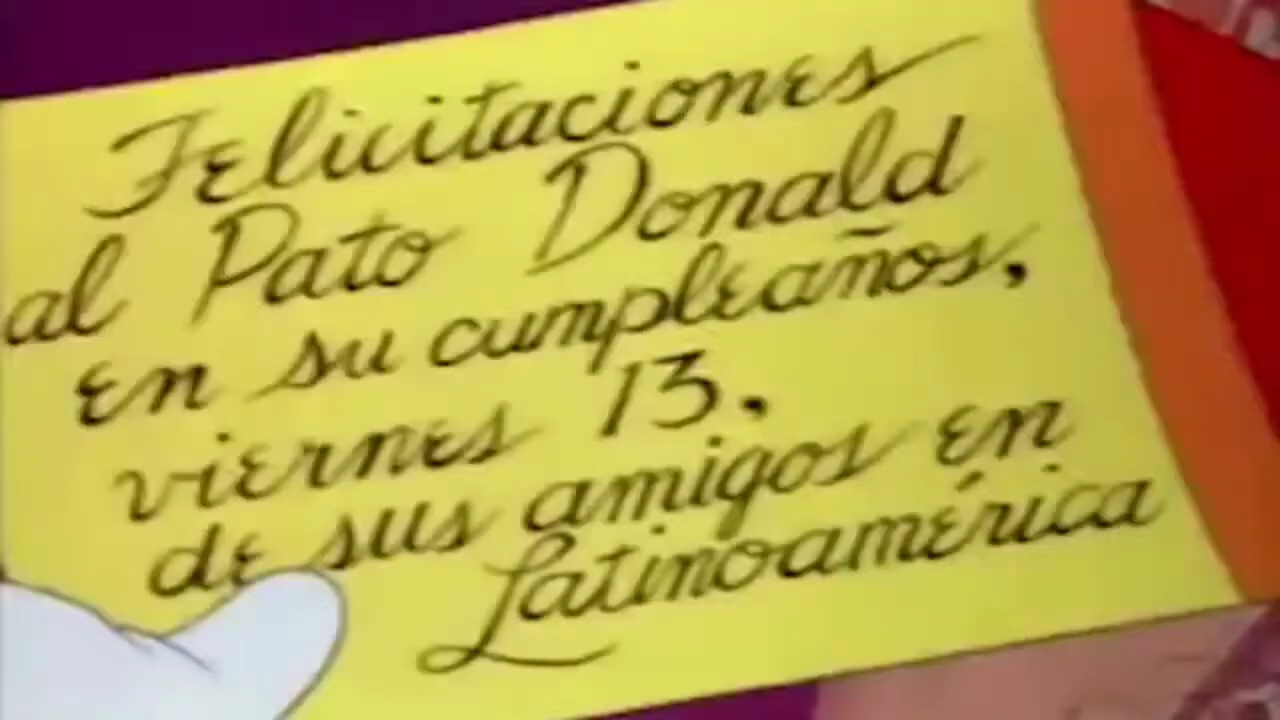 Felicitaciones
al Pato Donald
en su cumpleaños,
viernes 13,
de sus amigos en
Latinoamérica